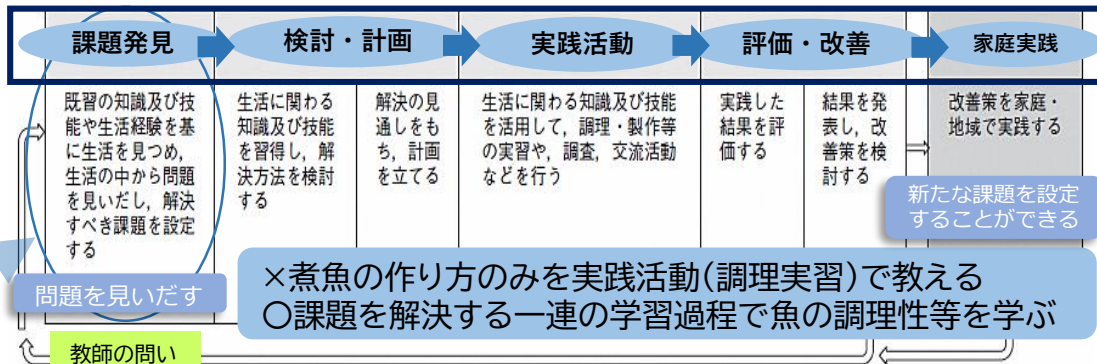 課題発見
検討・計画
実践活動
評価・改善
家庭実践
既習の知識及び技
能や生活経験を基
に生活を見つめ,
生活の中から問題
を見いだし,解決
すべき課題を設定
する
生活に関わる
知識及び技能
を習得し,解
決方法を検討
する
解決の見
通しをも
ち,計画
を立てる
生活に関わる知識及び技能
を活用して,調理・製作等
の実習や,調査,交流活動
などを行う
実践した
結果を評
価する
結果を発
表し,改
善策を検
討する
改善策を家庭・
地域で実践する
新たな課題を設定
することができる
問題を見いだす
×煮魚の作り方のみを実践活動(調理実習)で教える
〇課題を解決する一連の学習過程で魚の調理性等を学ぶ
教師の問い